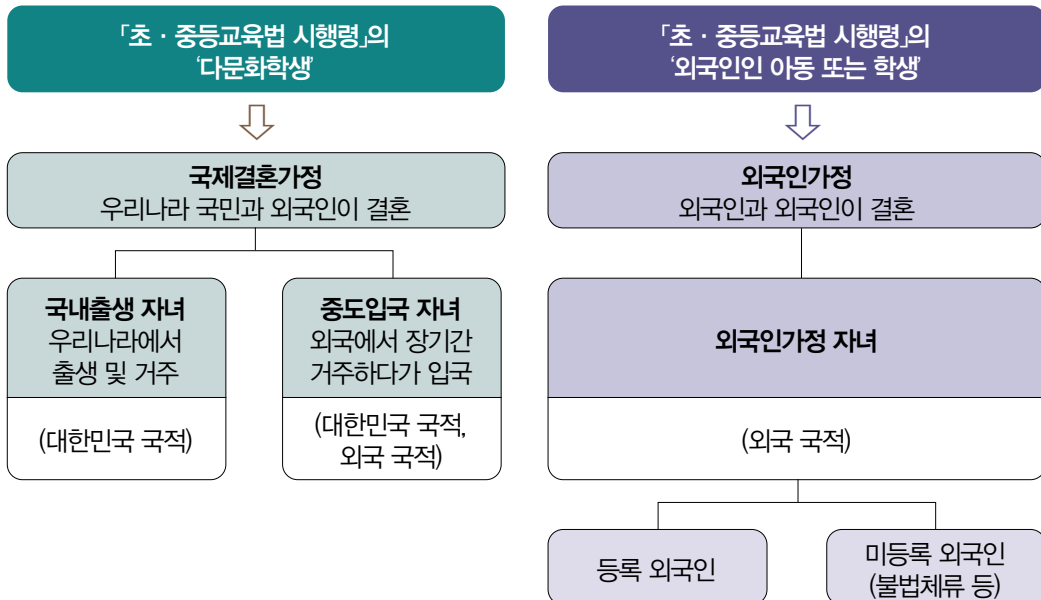 「초 · 중등교육법 시행령」의
‘다문화학생’
국제결혼가정
우리나라 국민과 외국인이 결혼
국내출생 자녀
우리나라에서
출생 및 거주
(대한민국 국적)
중도입국 자녀
외국에서 장기간
거주하다가 입국
(대한민국 국적,
외국 국적)
「초 · 중등교육법 시행령」의
‘외국인인 아동 또는 학생’
외국인가정
외국인과 외국인이 결혼
외국인가정 자녀
(외국 국적)
등록 외국인
미등록 외국인
(불법체류 등)